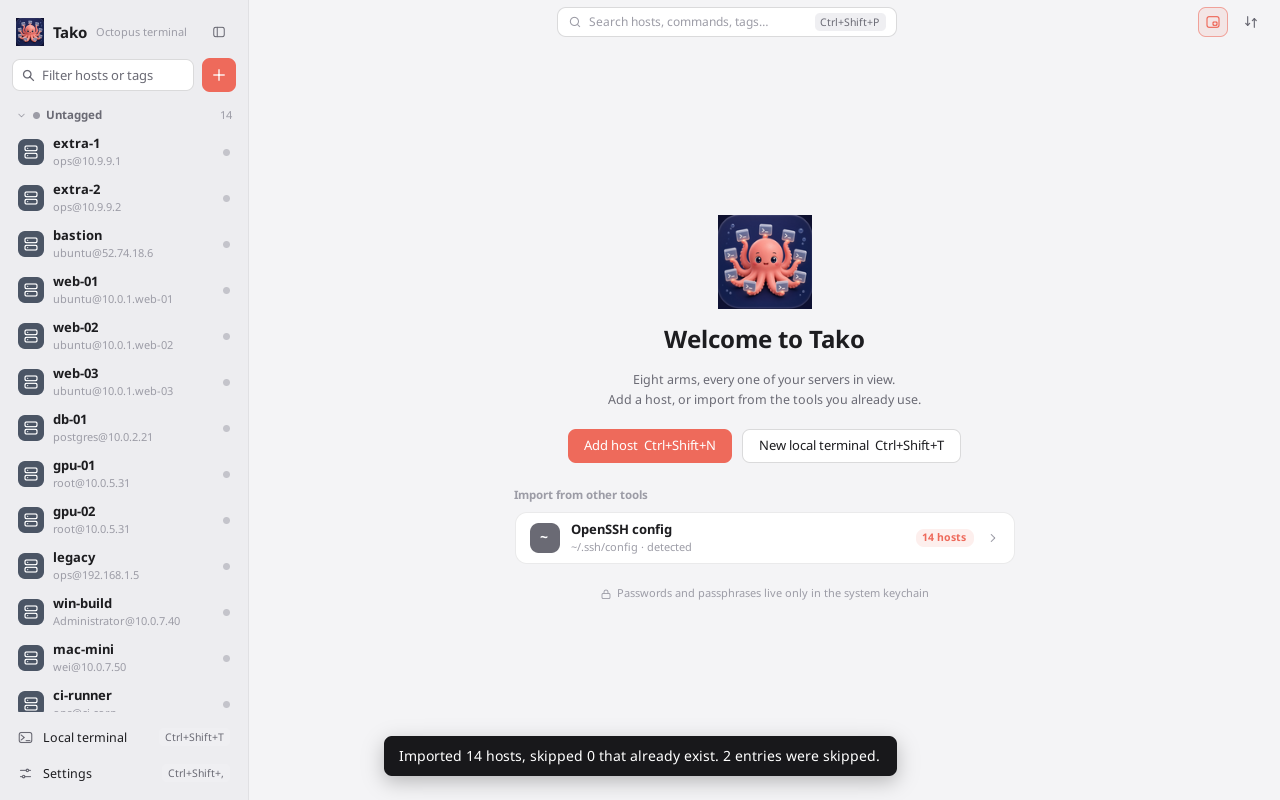 Tako Octopus terminal
Filter hosts or tags
Untagged 14
extra-1
ops@10.9.9.1
extra-2
ops@10.9.9.2
bastion
ubuntu@52.74.18.6
web-01
ubuntu@10.0.1.web-01
web-02
ubuntu@10.0.1.web-02
web-03
ubuntu@10.0.1.web-03
db-01
postgres@10.0.2.21
gpu-01
root@10.0.5.31
gpu-02
root@10.0.5.31
legacy
ops@192.168.1.5
win-build
Administrator@10.0.7.40
mac-mini
wei@10.0.7.50
ci-runner
Local terminal Ctrl+Shift+T
Settings Ctrl+Shift+,
Search hosts, commands, tags... Ctrl+Shift+P
Welcome to Tako
Eight arms, every one of your servers in view.
Add a host, or import from the tools you already use.
Add host Ctrl+Shift+N
New local terminal Ctrl+Shift+T
Import from other tools
~ OpenSSH config
~/.ssh/config · detected
14 hosts
Passwords and passphrases live only in the system keychain
Imported 14 hosts, skipped 0 that already exist. 2 entries were skipped.